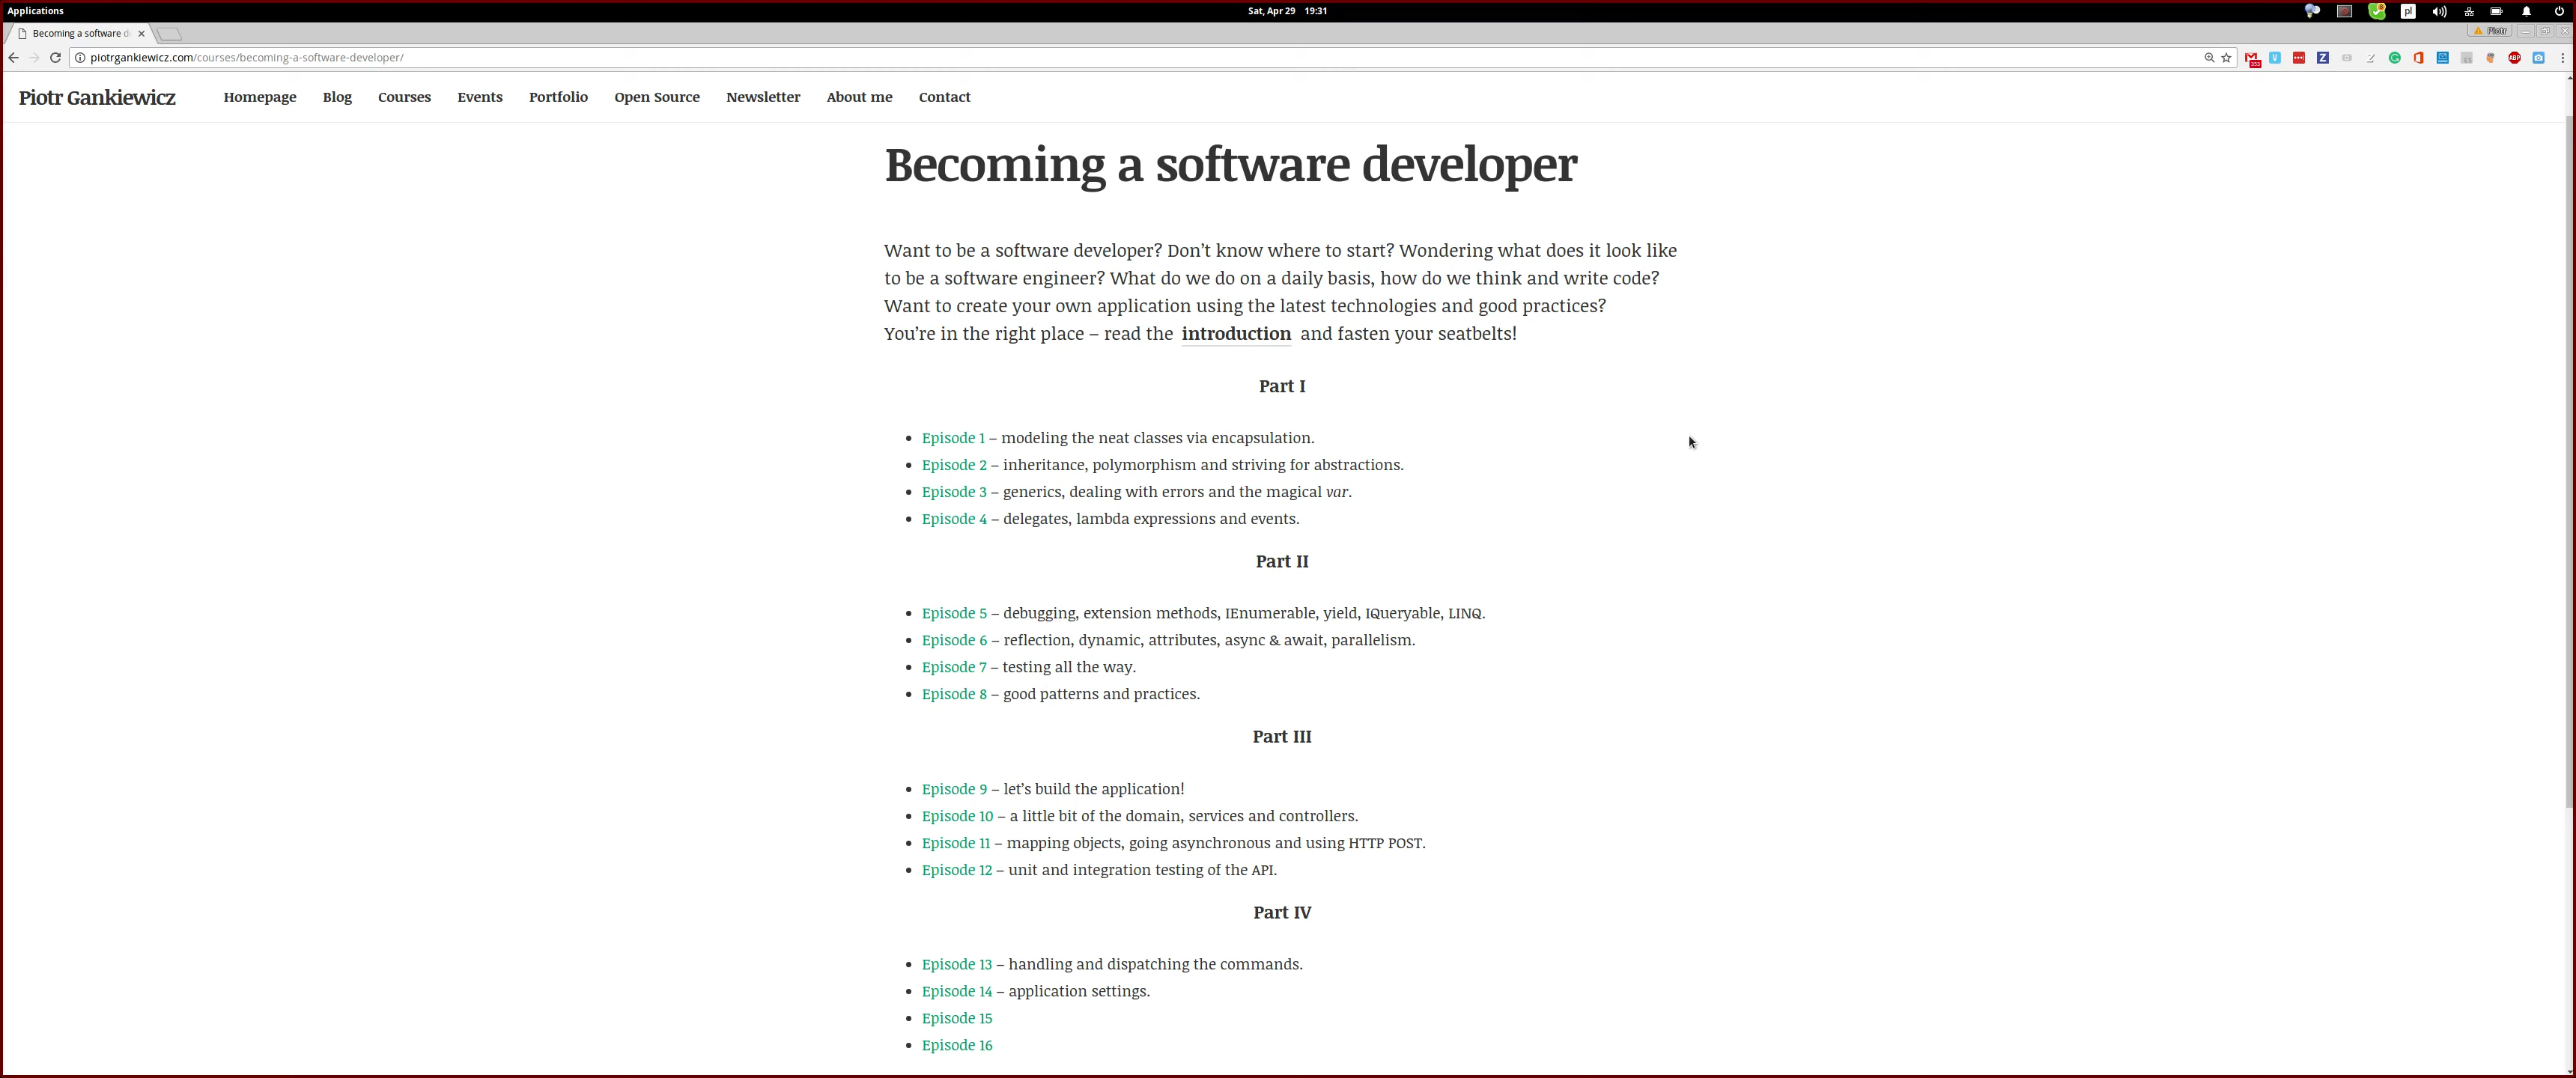 Applications
Sat, Apr 29 19:31
pl
Becoming a software d
Piotr
piotrgankiewicz.com/courses/becoming-a-software-developer/
ABP
Piotr Gankiewicz
Homepage Blog Courses Events Portfolio Open Source Newsletter About me Contact
Becoming a software developer
Want to be a software developer? Don’t know where to start? Wondering what does it look like
to be a software engineer? What do we do on a daily basis, how do we think and write code?
Want to create your own application using the latest technologies and good practices?
You’re in the right place – read the introduction and fasten your seatbelts!
Part I
• Episode 1 – modeling the neat classes via encapsulation.
• Episode 2 – inheritance, polymorphism and striving for abstractions.
• Episode 3 – generics, dealing with errors and the magical var.
• Episode 4 – delegates, lambda expressions and events.
Part II
• Episode 5 – debugging, extension methods, IEnumerable, yield, IQueryable, LINQ.
• Episode 6 – reflection, dynamic, attributes, async & await, parallelism.
• Episode 7 – testing all the way.
• Episode 8 – good patterns and practices.
Part III
• Episode 9 – let’s build the application!
• Episode 10 – a little bit of the domain, services and controllers.
• Episode 11 – mapping objects, going asynchronous and using HTTP POST.
• Episode 12 – unit and integration testing of the API.
Part IV
• Episode 13 – handling and dispatching the commands.
• Episode 14 – application settings.
• Episode 15
• Episode 16